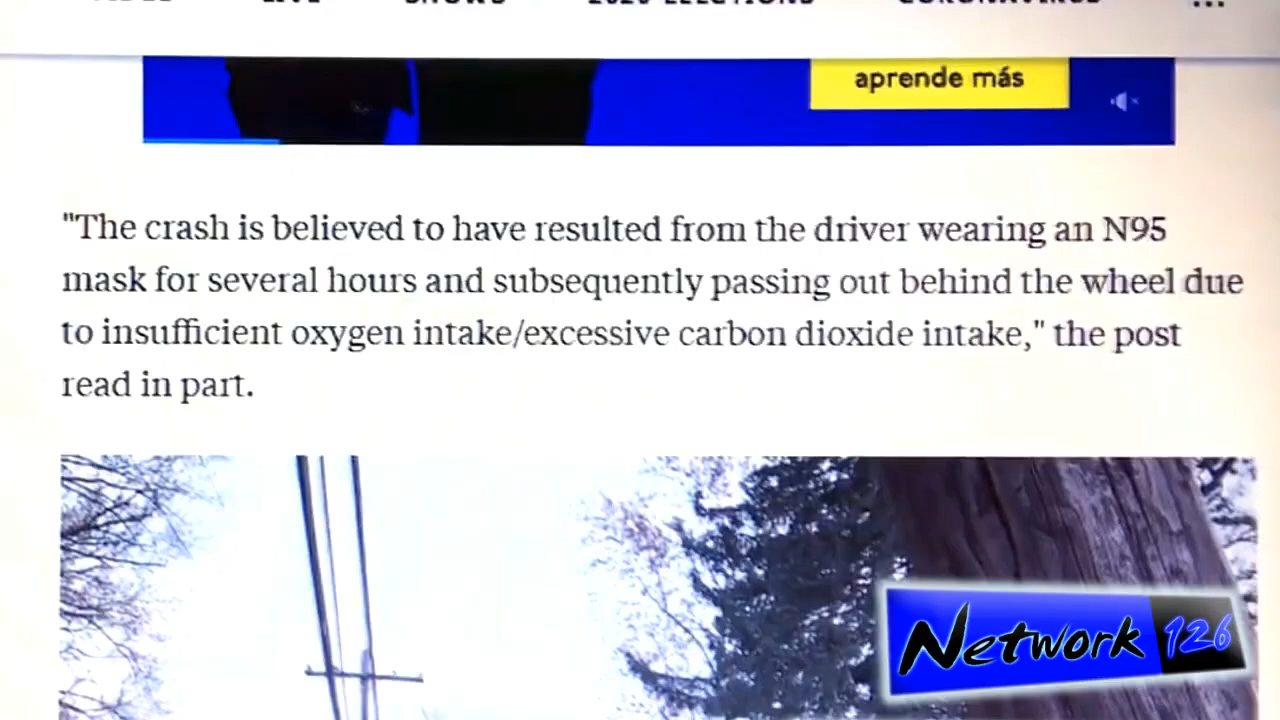 aprende más
"The crash is believed to have resulted from the driver wearing an N95
mask for several hours and subsequently passing out behind the wheel due
to insufficient oxygen intake/excessive carbon dioxide intake," the post
read in part.
Network 126